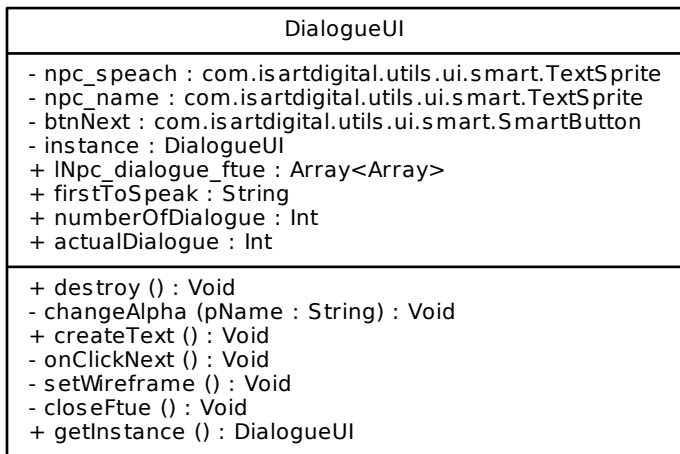 DialogueUI
- npc_speach : com.isartdigital.utils.ui.smart.TextSprite
- npc_name : com.isartdigital.utils.ui.smart.TextSprite
- btnNext : com.isartdigital.utils.ui.smart.SmartButton
- instance : DialogueUI
+ lNpc_dialogue_ftue : Array<Array>
+ firstToSpeak : String
+ numberOfDialogue : Int
+ actualDialogue : Int
+ destroy () : Void
- changeAlpha (pName : String) : Void
+ createText () : Void
- onClickNext () : Void
- setWireframe () : Void
- closeFtue () : Void
+ getInstance () : DialogueUI